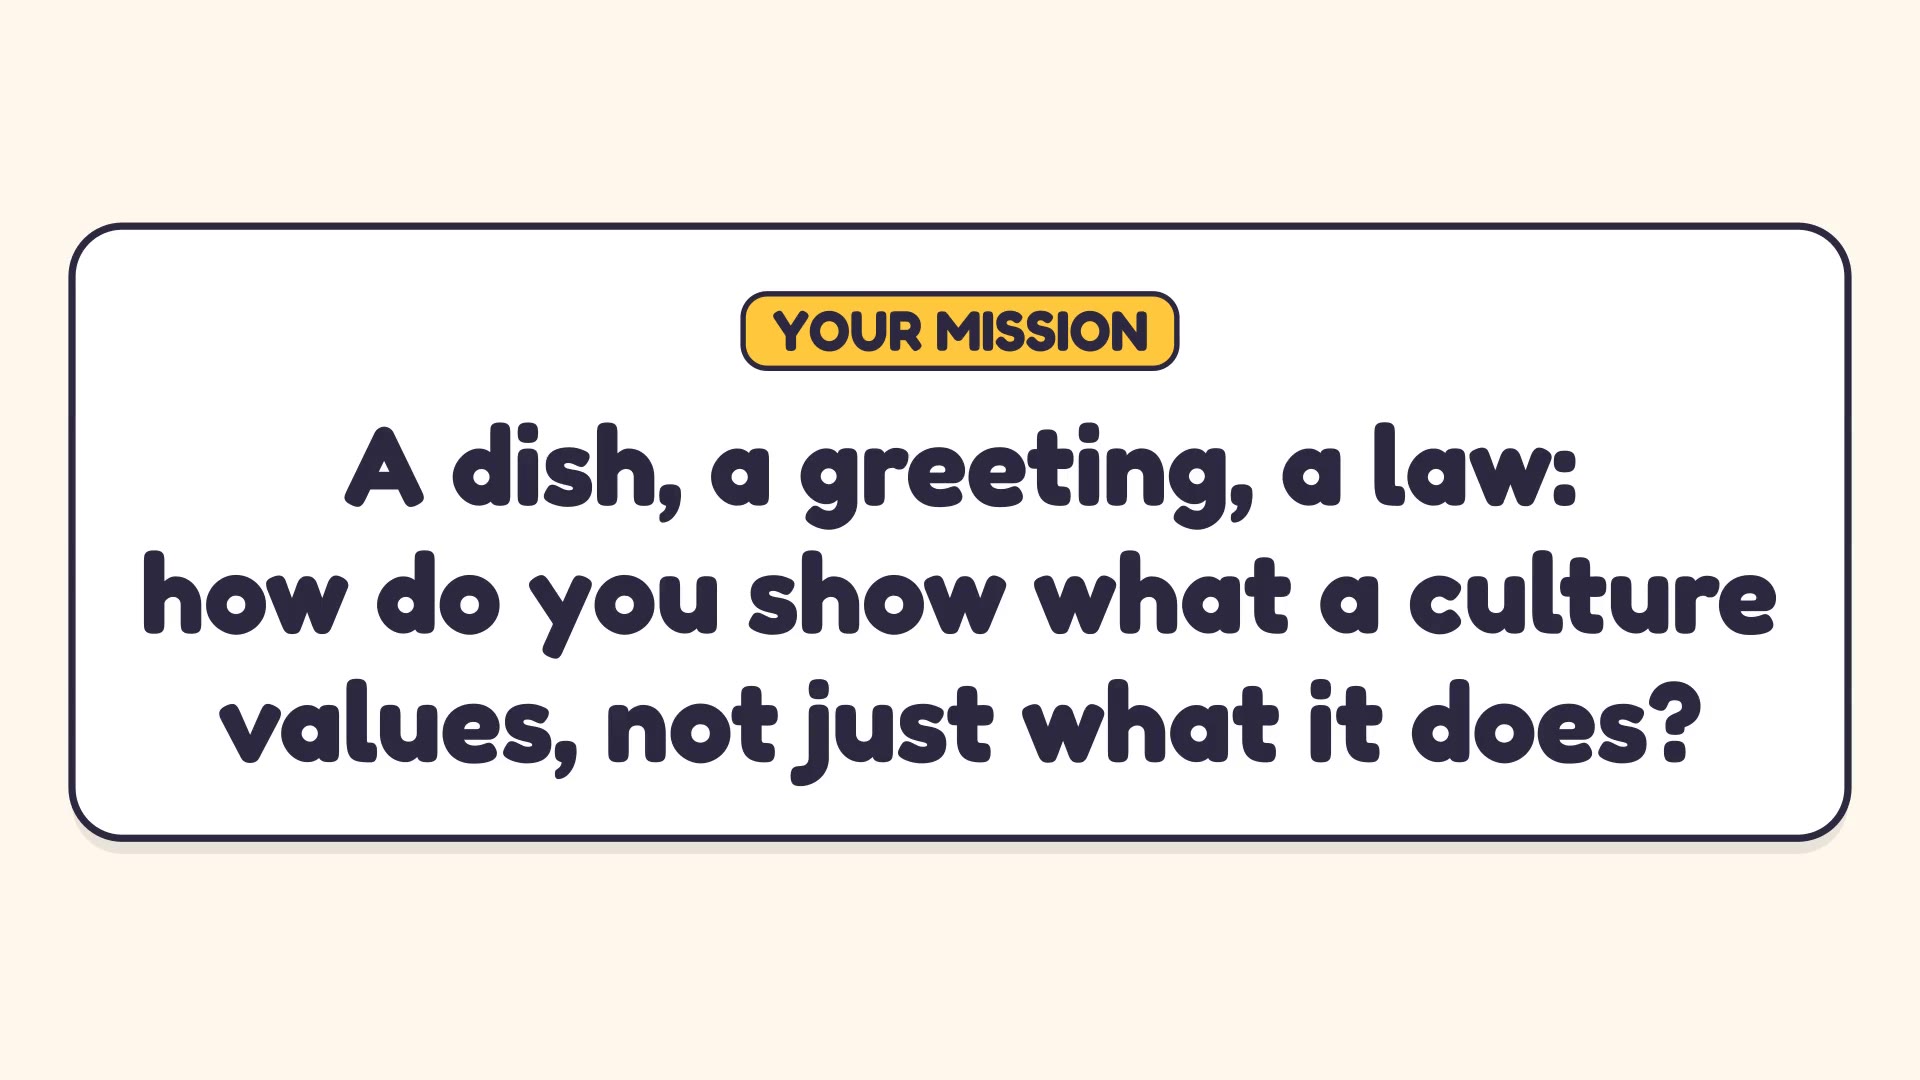 YOUR MISSION
A dish, a greeting, a law:
how do you show what a culture
values, not just what it does?